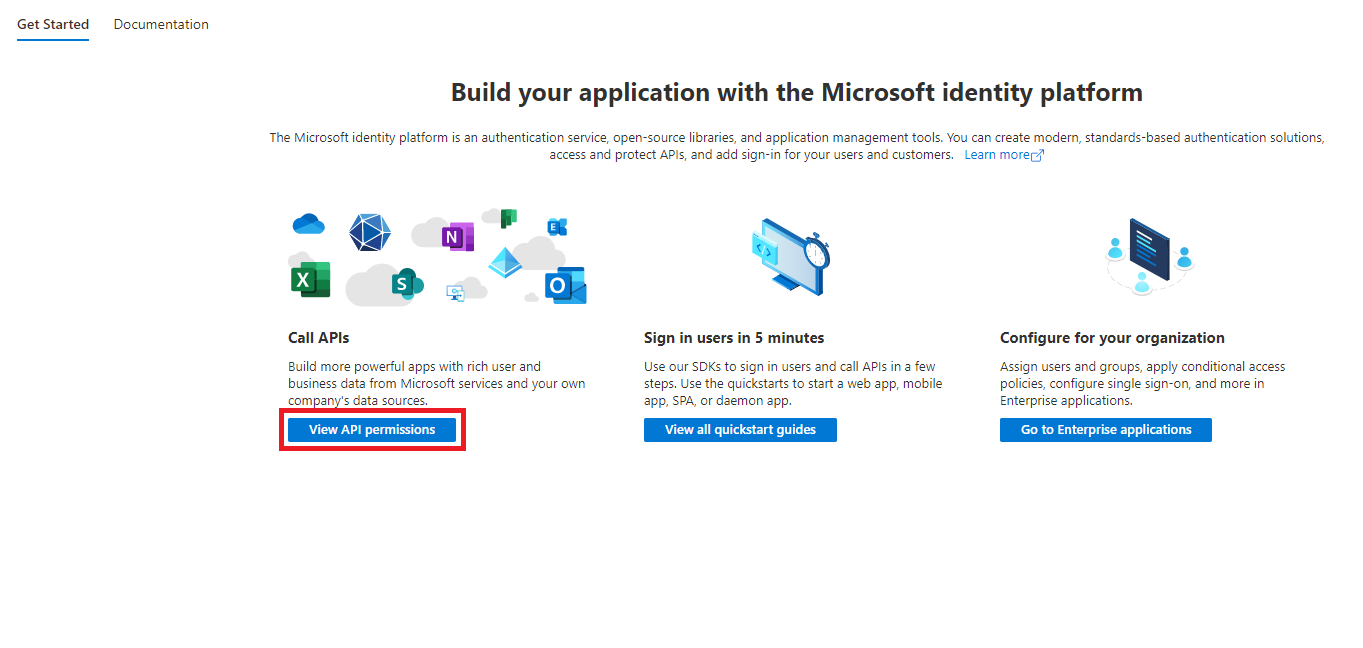 Get Started Documentation
Build your application with the Microsoft identity platform
The Microsoft identity platform is an authentication service, open-source libraries, and application management tools. You can create modern, standards-based authentication solutions,
access and protect APIs, and add sign-in for your users and customers. Learn more
N
E
X
S
O
Call APIs
Build more powerful apps with rich user and
business data from Microsoft services and your own
company's data sources.
View API permissions
Sign in users in 5 minutes
Use our SDKs to sign in users and call APIs in a few
steps. Use the quickstarts to start a web app, mobile
app, SPA, or daemon app.
View all quickstart guides
Configure for your organization
Assign users and groups, apply conditional access
policies, configure single sign-on, and more in
Enterprise applications.
Go to Enterprise applications